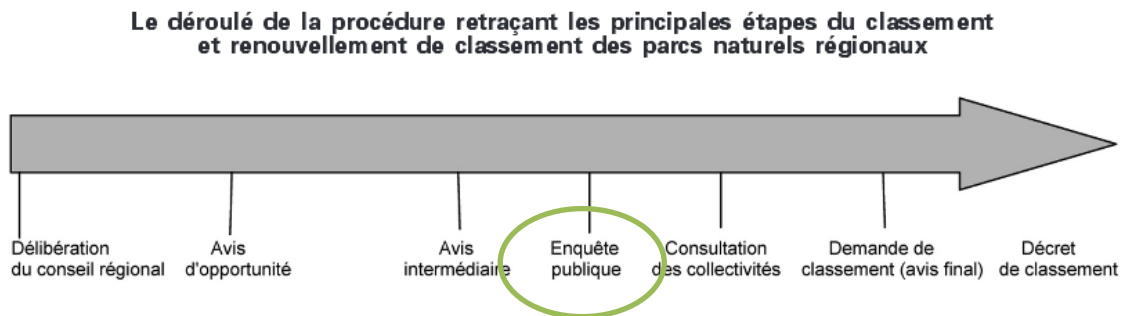 Le déroulé de la procédure retraçant les principales étapes du classement
et renouvellement de classement des parcs naturels régionaux
Délibération
du conseil régional
Avis
d'opportunité
Avis
intermédiaire
Enquête
publique
Consultation
des collectivités
Demande de
classement (avis final)
Décret
de classement